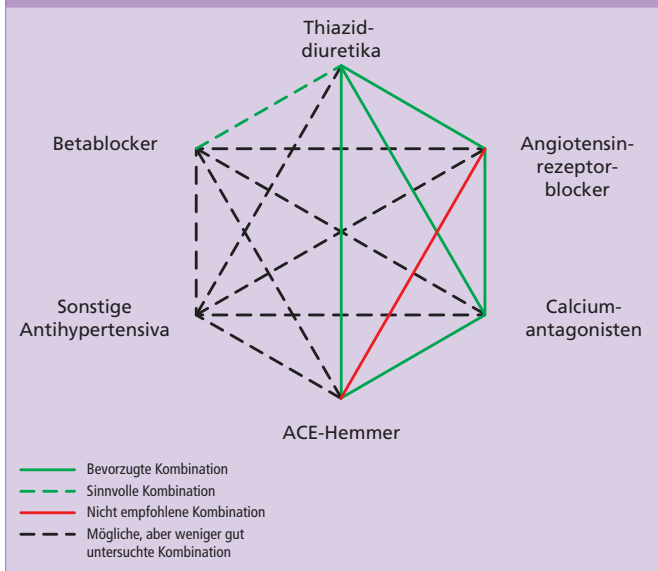 Thiazid-
diuretika
Betablocker
Angiotensin-
rezeptor-
blocker
Sonstige
Antihypertensiva
Calcium-
antagonisten
ACE-Hemmer
Bevorzugte Kombination
Sinnvolle Kombination
Nicht empfohlene Kombination
Mögliche, aber weniger gut
untersuchte Kombination